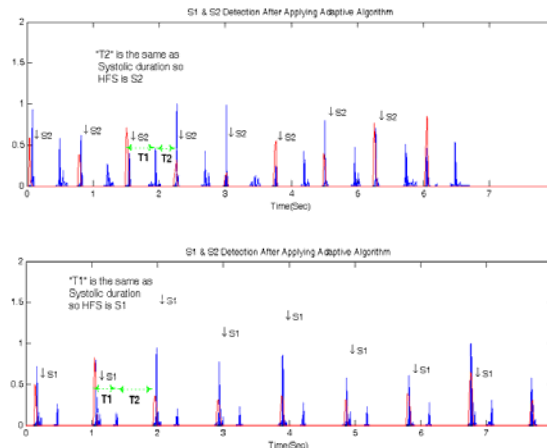 S1 & S2 Detection After Applying Adaptive Algorithm
2
1.5
1
0.5
0
"T2" is the same as
Systolic duration so
HFS is S2
↓S2
↓S2
↓S2
↓S2
↓S2
↓S2
↓S2
↓S2
T1
T2
0 1 2 3 4 5 6 7
Time(Sec)
S1 & S2 Detection After Applying Adaptive Algorithm
2
1.5
1
0.5
0
"T1" is the same as
Systolic duration
so HFS is S1
↓S1
↓S1
↓S1
↓S1
↓S1
↓S1
↓S1
↓S1
T1
T2
0 1 2 3 4 5 6 7
Time(Sec)